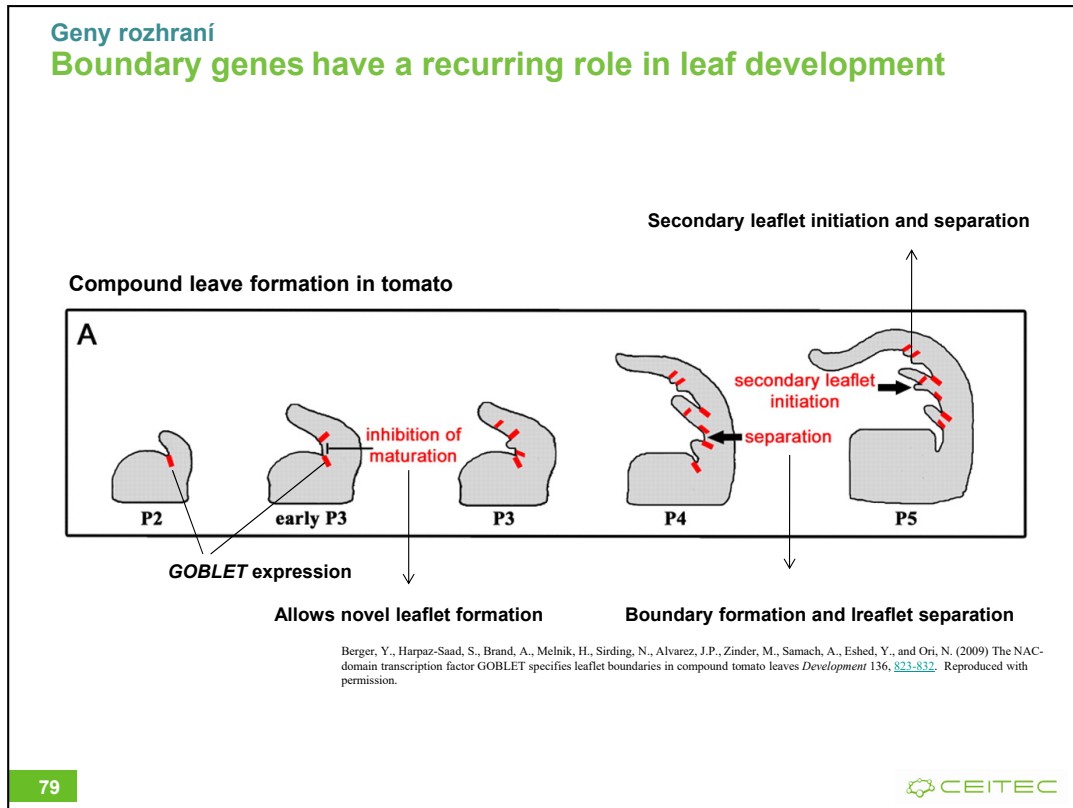 Geny rozhraní
Boundary genes have a recurring role in leaf development
Secondary leaflet initiation and separation
Compound leave formation in tomato
A
inhibition of
maturation
separation
secondary leaflet
initiation
P2
early P3
P3
P4
P5
GOBLET expression
Allows novel leaflet formation
Boundary formation and lreaflet separation
Berger, Y., Harpaz-Saad, S., Brand, A., Melnik, H., Sirding, N., Alvarez, J.P., Zinder, M., Samach, A., Eshed, Y., and Ori, N. (2009) The NAC-
domain transcription factor GOBLET specifies leaflet boundaries in compound tomato leaves Development 136, 823-832. Reproduced with
permission.
79
CEITEC